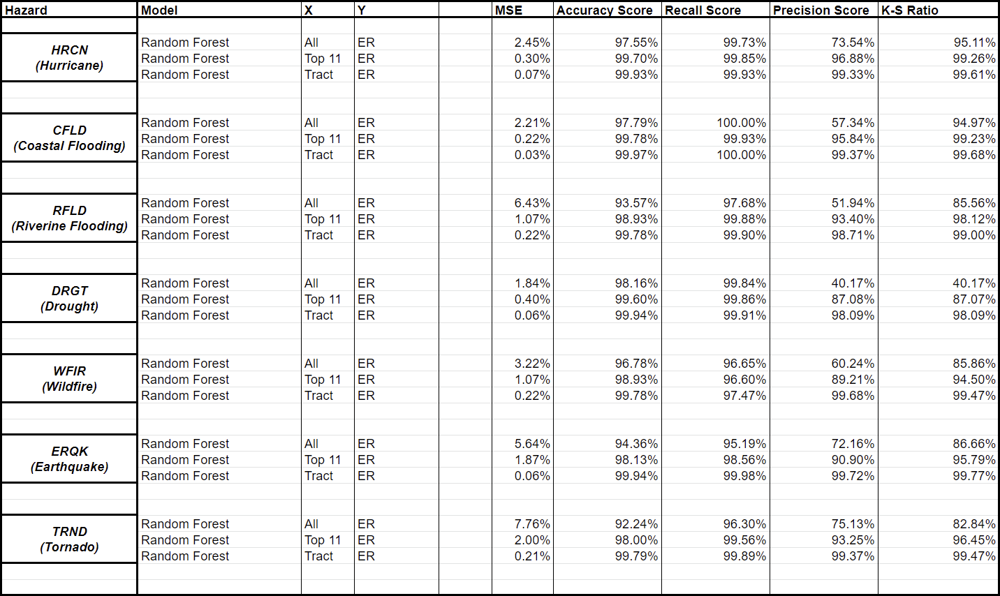 Hazard Model X Y MSE Accuracy Score Recall Score Precision Score K-S Ratio
HRCN
(Hurricane)
Random Forest All ER 2.45% 97.55% 99.73% 73.54% 95.11%
Random Forest Top 11 ER 0.30% 99.70% 99.85% 96.88% 99.26%
Random Forest Tract ER 0.07% 99.93% 99.93% 99.33% 99.61%
CFLD
(Coastal Flooding)
Random Forest All ER 2.21% 97.79% 100.00% 57.34% 94.97%
Random Forest Top 11 ER 0.22% 99.78% 99.93% 95.84% 99.23%
Random Forest Tract ER 0.03% 99.97% 100.00% 99.37% 99.68%
RFLD
(Riverine Flooding)
Random Forest All ER 6.43% 93.57% 97.68% 51.94% 85.56%
Random Forest Top 11 ER 1.07% 98.93% 99.88% 93.40% 98.12%
Random Forest Tract ER 0.22% 99.78% 99.90% 98.71% 99.00%
DRGT
(Drought)
Random Forest All ER 1.84% 98.16% 99.84% 40.17% 40.17%
Random Forest Top 11 ER 0.40% 99.60% 99.86% 87.08% 87.07%
Random Forest Tract ER 0.06% 99.94% 99.91% 98.09% 98.09%
WFIR
(Wildfire)
Random Forest All ER 3.22% 96.78% 96.65% 60.24% 85.86%
Random Forest Top 11 ER 1.07% 98.93% 96.60% 89.21% 94.50%
Random Forest Tract ER 0.22% 99.78% 97.47% 99.68% 99.47%
ERQK
(Earthquake)
Random Forest All ER 5.64% 94.36% 95.19% 72.16% 86.66%
Random Forest Top 11 ER 1.87% 98.13% 98.56% 90.90% 95.79%
Random Forest Tract ER 0.06% 99.94% 99.98% 99.72% 99.77%
TRND
(Tornado)
Random Forest All ER 7.76% 92.24% 96.30% 75.13% 82.84%
Random Forest Top 11 ER 2.00% 98.00% 99.56% 93.25% 96.45%
Random Forest Tract ER 0.21% 99.79% 99.89% 99.37% 99.47%